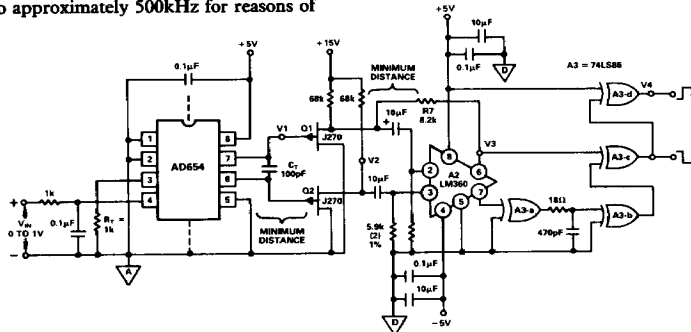 o approximately 500kHz for reasons of
+5V
10µF
0.1µF
D
+5V
0.1µF
+15V
MINIMUM DISTANCE
A3 = 74LS86
68k
68k
10µF
+
R7
8.2k
A3-d
V4
V3
A3-c
1
2
3
4
AD654
8
7
6
5
V1
Q1
J270
CT
100pF
V2
Q2
J270
10µF
MINIMUM DISTANCE
2
8
6
A2
LM360
3
4
5
7
A3-a
18Ω
A3-b
470pF
+
1k
VIN
0 TO 1V
−
0.1µF
RT =
1k
A
5.9k
(2)
1%
0.1µF
10µF
D
−5V